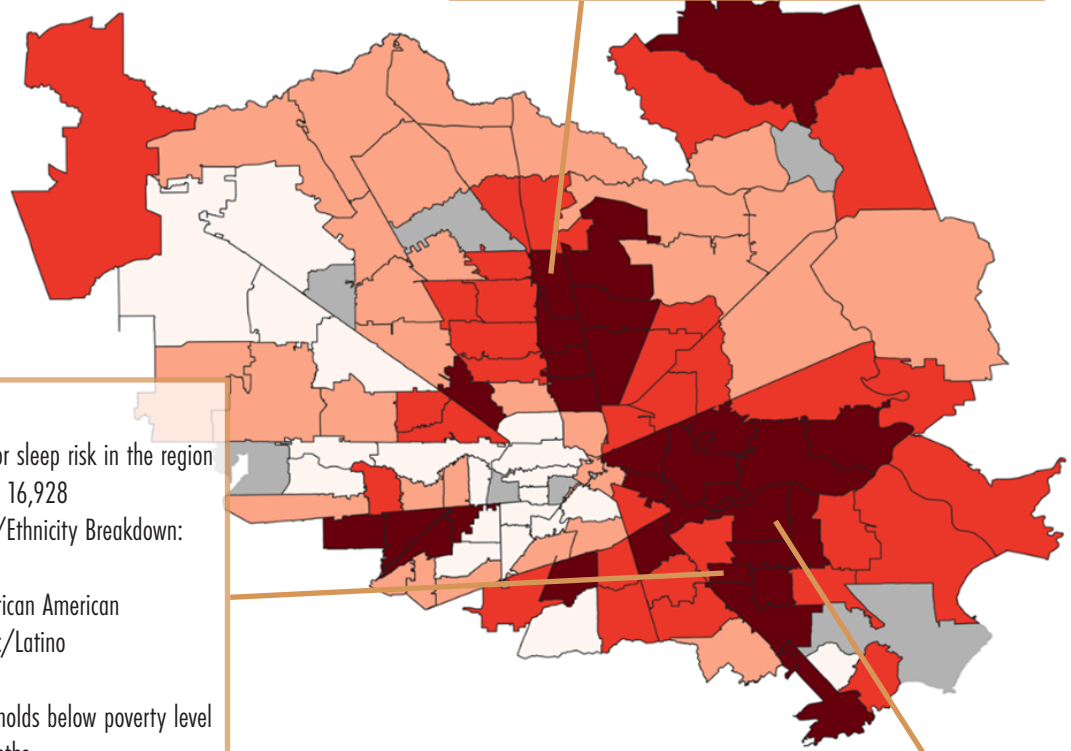 or sleep risk in the region
16,928
/Ethnicity Breakdown:
rican American
/Latino
holds below poverty level